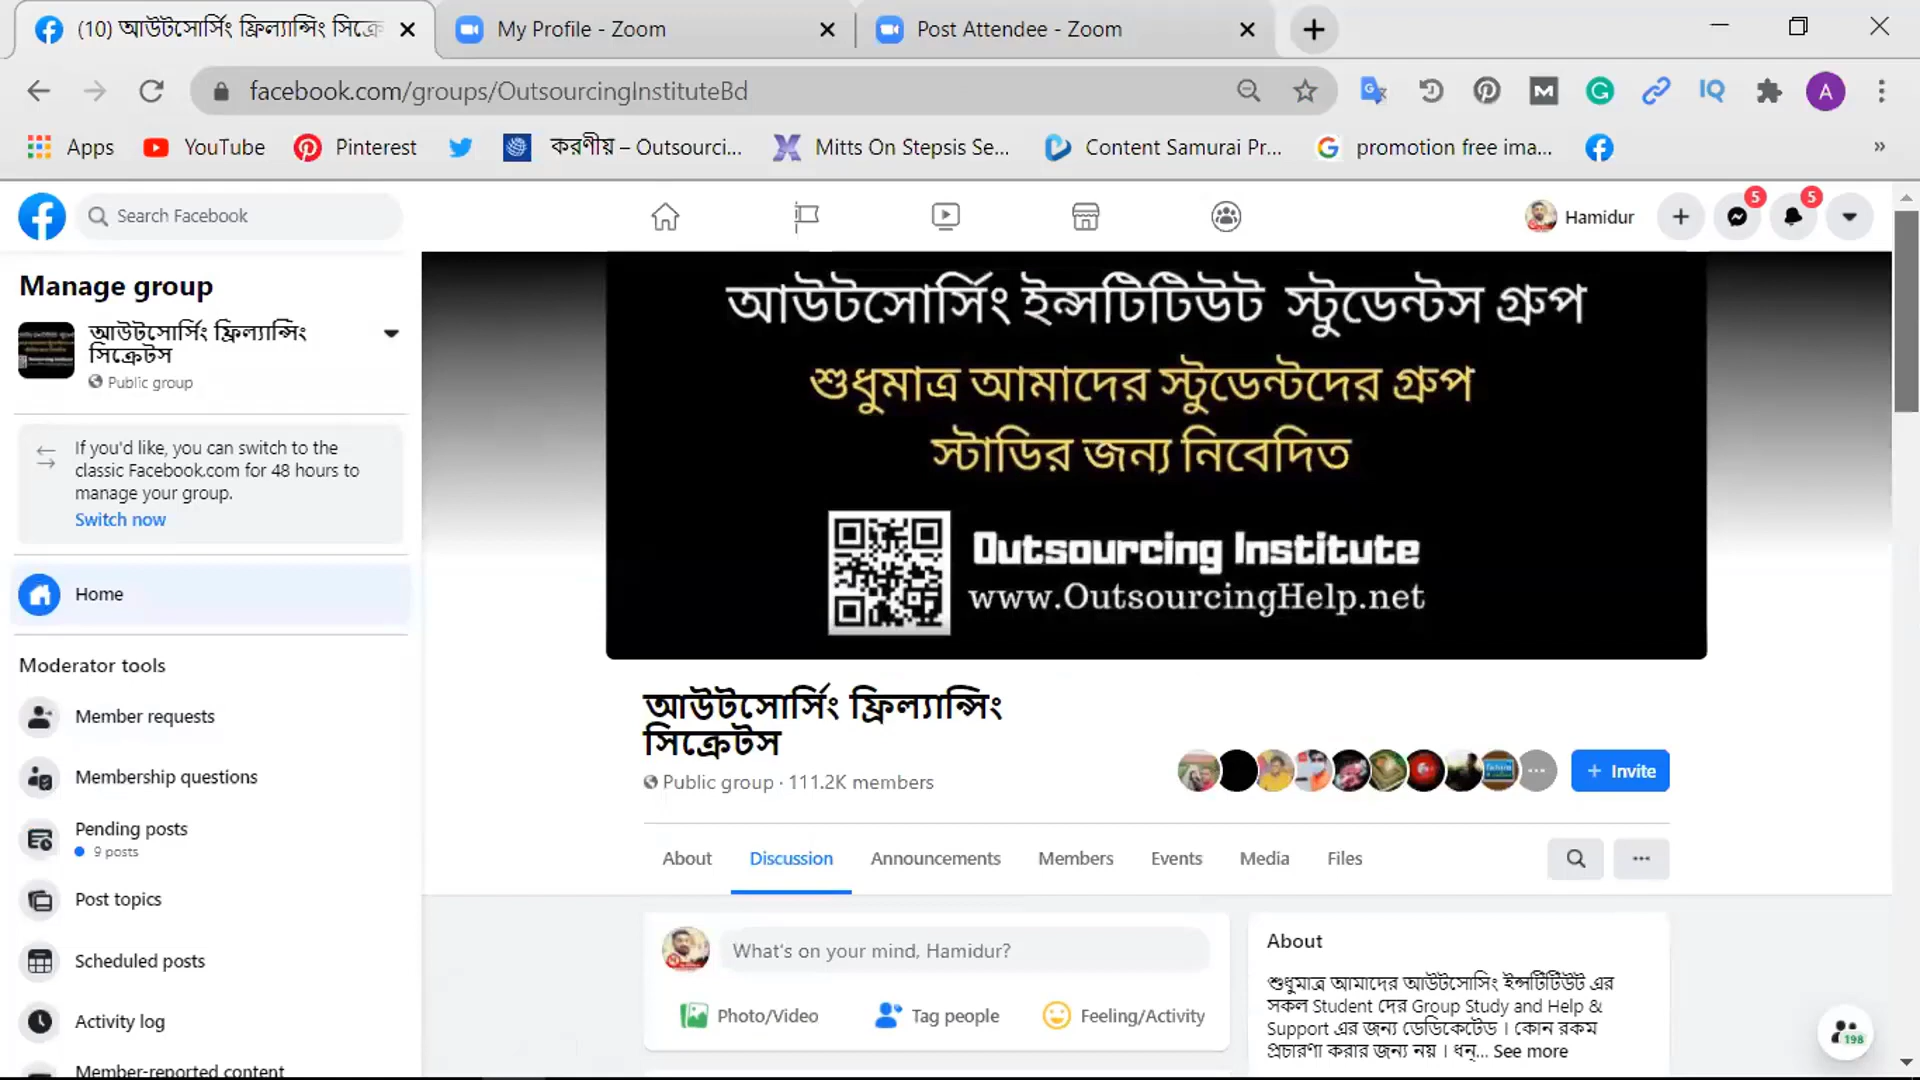 (10) আউটসোর্সিং ফ্রিল্যান্সিং সিক্রে
My Profile - Zoom
Post Attendee - Zoom
facebook.com/groups/OutsourcingInstituteBd
A
Apps
YouTube
Pinterest
করণীয় – Outsourci...
Mitts On Stepsis Se...
Content Samurai Pr...
promotion free ima...
Search Facebook
Hamidur
5
5
Manage group
আউটসোর্সিং ফ্রিল্যান্সিং
সিক্রেটস
Public group
If you'd like, you can switch to the
classic Facebook.com for 48 hours to
manage your group.
Switch now
Home
Moderator tools
Member requests
Membership questions
Pending posts
9 posts
Post topics
Scheduled posts
Activity log
Member-reported content
আউটসোর্সিং ইন্সটিটিউট স্টুডেন্টস গ্রুপ
শুধুমাত্র আমাদের স্টুডেন্টদের গ্রুপ
স্টাডির জন্য নিবেদিত
Outsourcing Institute
www.OutsourcingHelp.net
আউটসোর্সিং ফ্রিল্যান্সিং
সিক্রেটস
Public group · 111.2K members
+ Invite
About
Discussion
Announcements
Members
Events
Media
Files
What's on your mind, Hamidur?
Photo/Video
Tag people
Feeling/Activity
About
শুধুমাত্র আমাদের আউটসোসিং ইন্সটিটিউট এর
সকল Student দের Group Study and Help &
Support এর জন্য ডেডিকেটেড । কোন রকম
প্রচারণা করার জন্য নয় । ধন্... See more
198